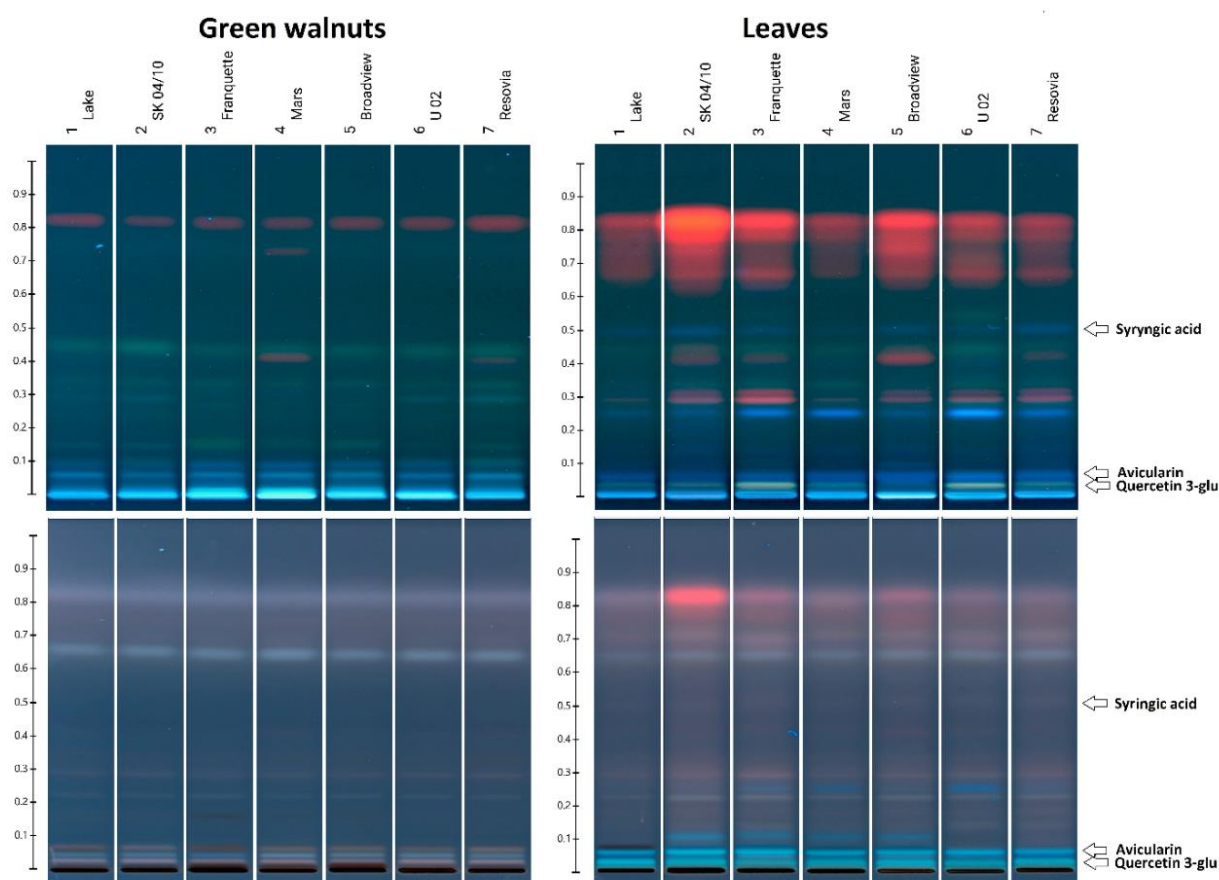 Green walnuts
Leaves
1 Lake
2 SK 04/10
3 Franquette
4 Mars
5 Broadview
6 U 02
7 Resovia
1 Lake
2 SK 04/10
3 Franquette
4 Mars
5 Broadview
6 U 02
7 Resovia
0.9
0.8
0.7
0.6
0.5
0.4
0.3
0.2
0.1
0.9
0.8
0.7
0.6
0.5
0.4
0.3
0.2
0.1
Syryngic acid
Avicularin
Quercetin 3-glu
0.9
0.8
0.7
0.6
0.5
0.4
0.3
0.2
0.1
0.9
0.8
0.7
0.6
0.5
0.4
0.3
0.2
0.1
Syringic acid
Avicularin
Quercetin 3-glu